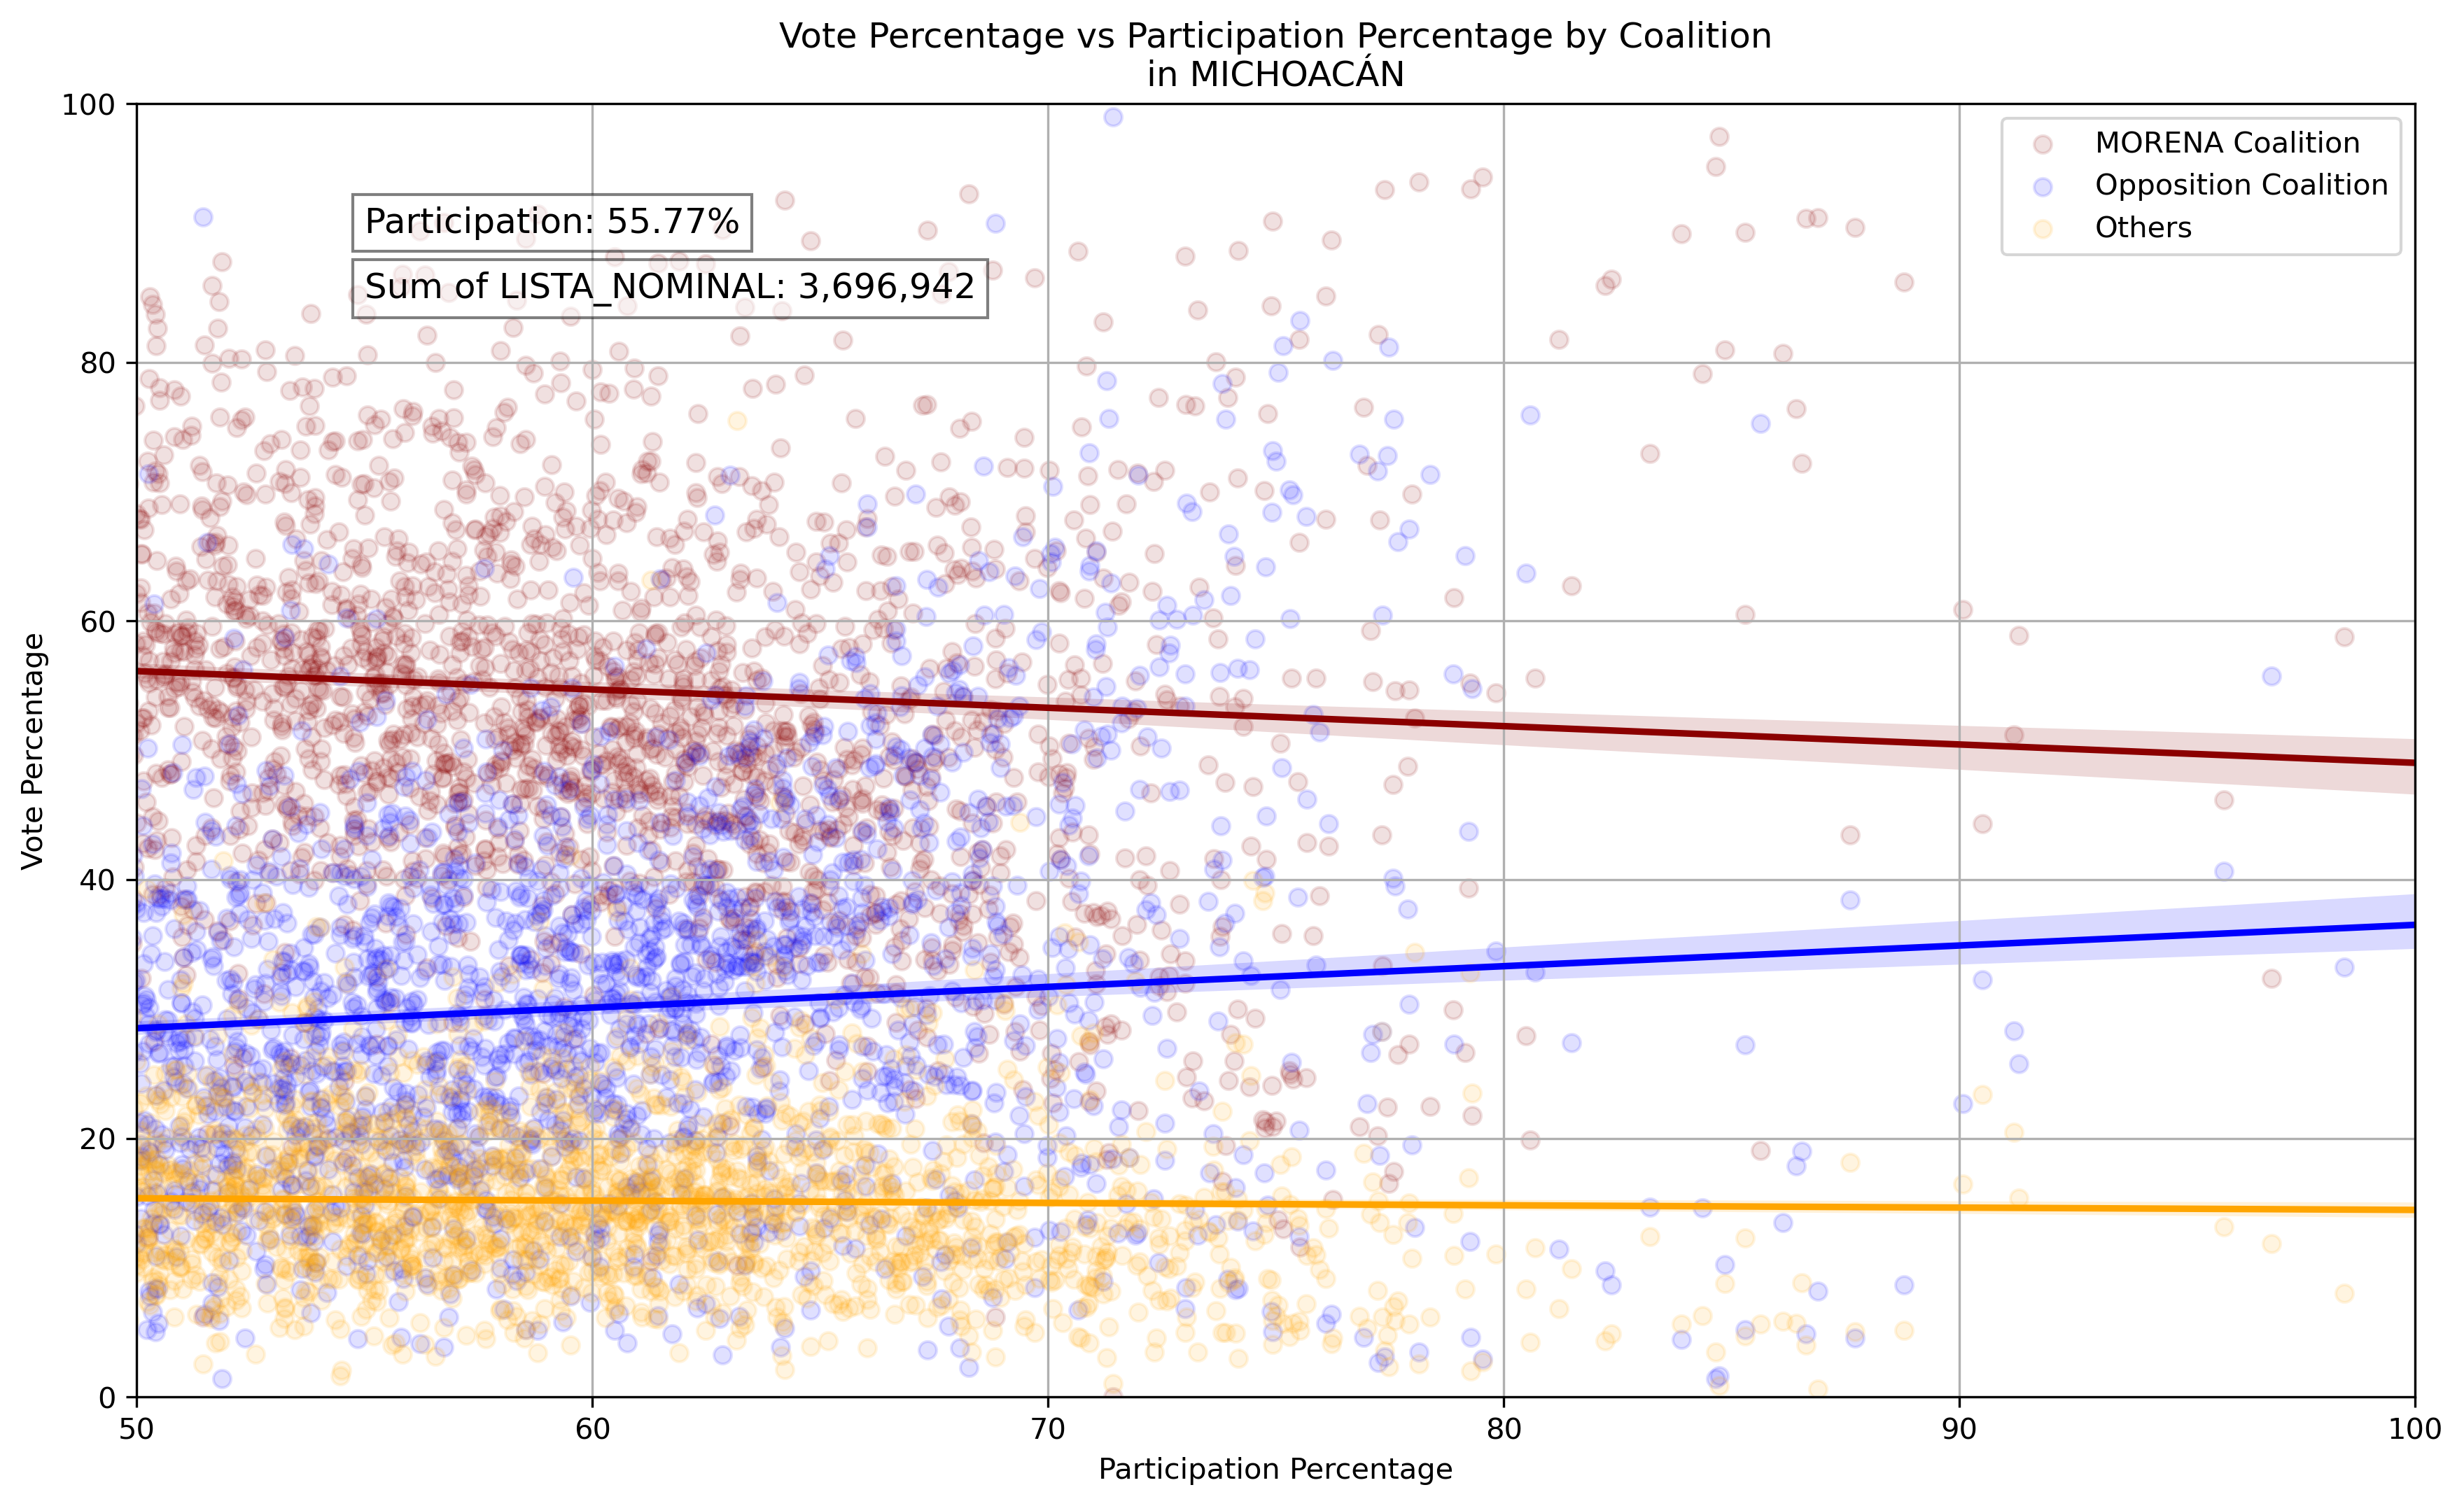 Vote Percentage vs Participation Percentage by Coalition
in MICHOACÁN
MORENA Coalition
Opposition Coalition
Others
Participation: 55.77%
Sum of LISTA_NOMINAL: 3,696,942
Vote Percentage
100
80
60
40
20
0
50
60
70
80
90
100
Participation Percentage